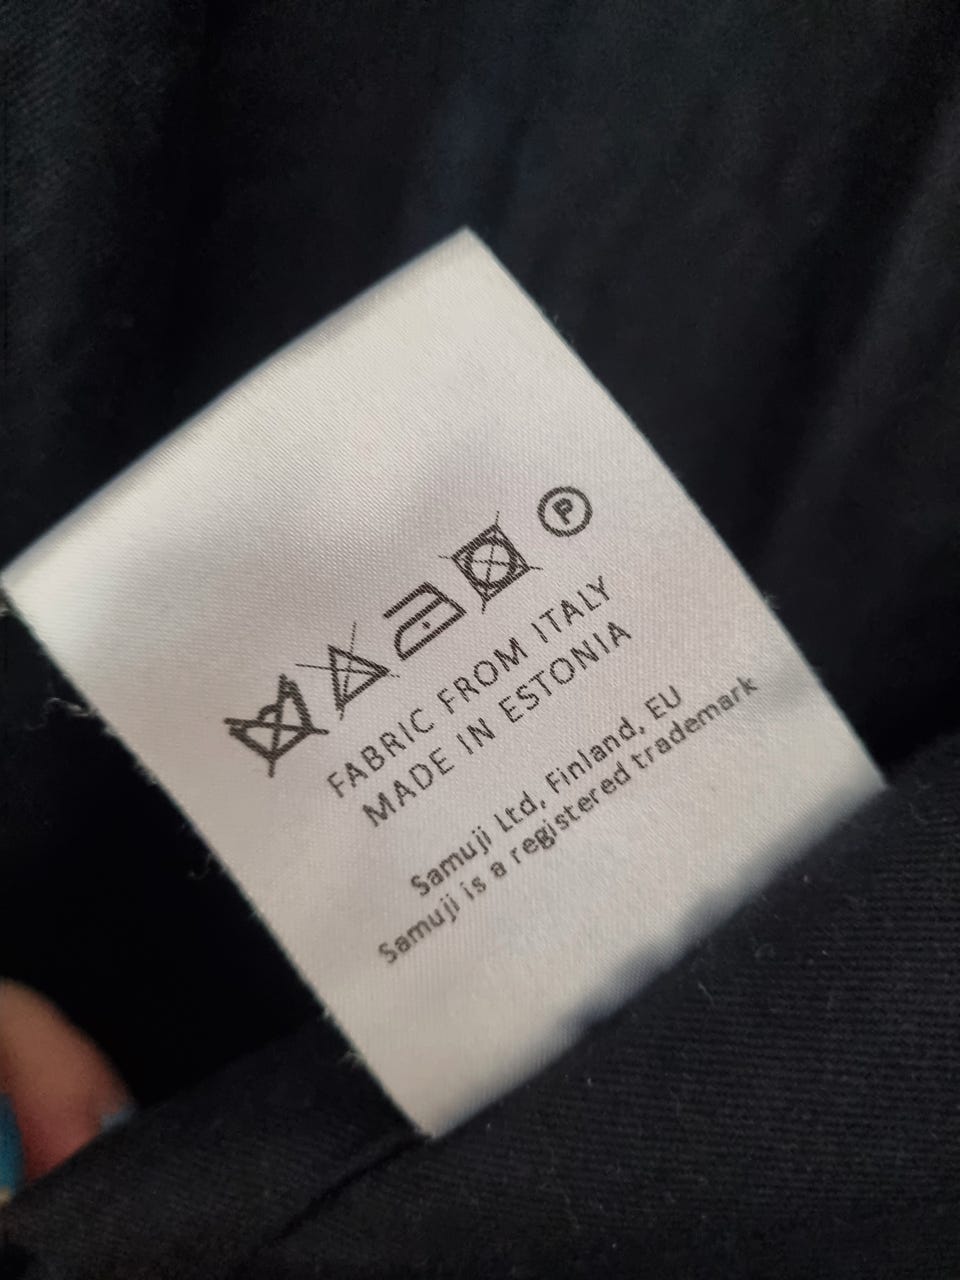 P
FABRIC FROM ITALY
MADE IN ESTONIA
Samuji Ltd, Finland, EU
Samuji is a registered trademark